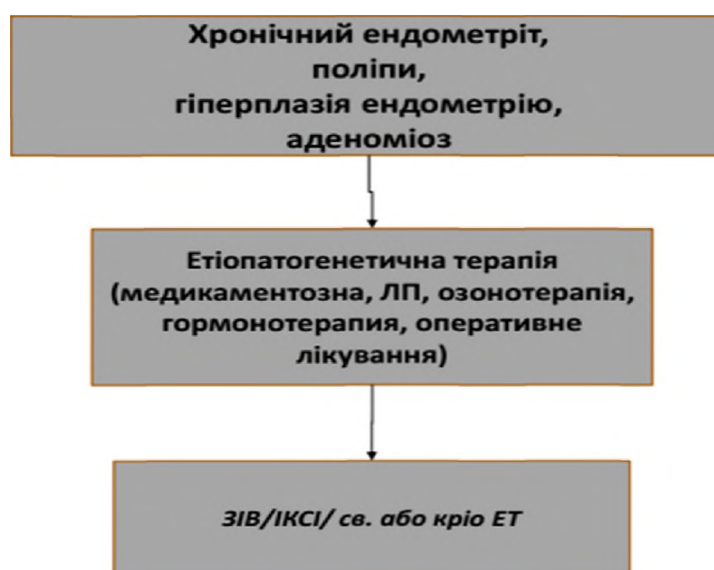 Хронічний ендометріт,
поліпи,
гіперплазія ендометрію,
аденоміоз
Етіопатогенетична терапія
(медикаментозна, ЛП, озонотерапія,
гормонотерапия, оперативне
лікування)
ЗІВ/ІКСІ/ св. або кріо ЕТ